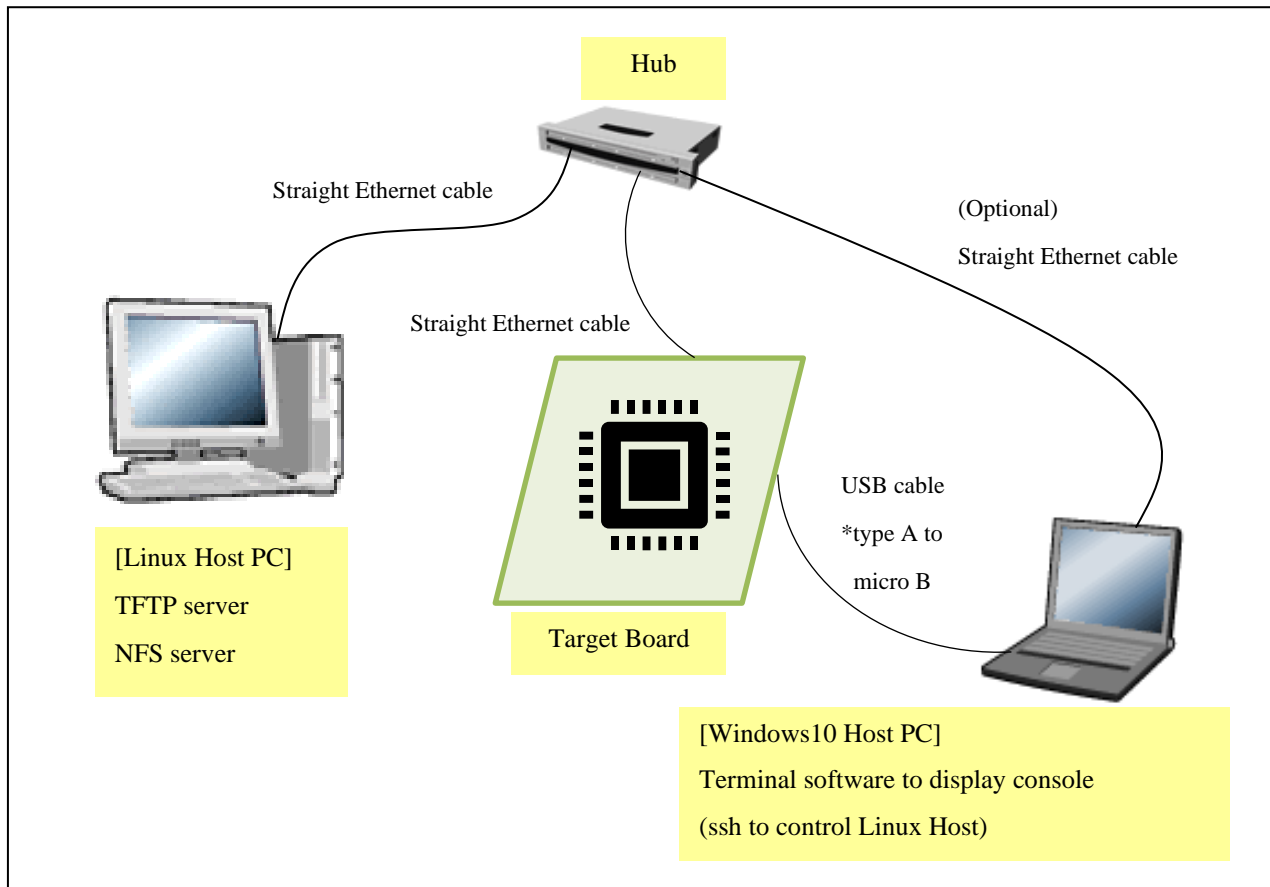 Hub
Straight Ethernet cable
(Optional)
Straight Ethernet cable
Straight Ethernet cable
USB cable
*type A to
micro B
[Linux Host PC]
TFTP server
NFS server
Target Board
[Windows10 Host PC]
Terminal software to display console
(ssh to control Linux Host)